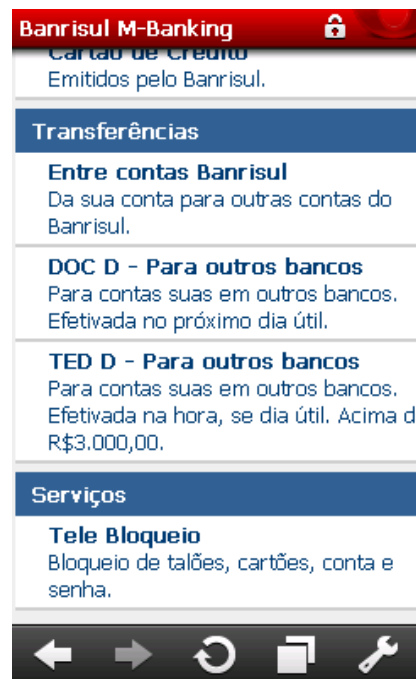 Banrisul M-Banking
Cartão de Crédito
Emitidos pelo Banrisul.
Transferências
Entre contas Banrisul
Da sua conta para outras contas do
Banrisul.
DOC D - Para outros bancos
Para contas suas em outros bancos.
Efetivada no próximo dia útil.
TED D - Para outros bancos
Para contas suas em outros bancos.
Efetivada na hora, se dia útil. Acima d
R$3.000,00.
Serviços
Tele Bloqueio
Bloqueio de talões, cartões, conta e
senha.